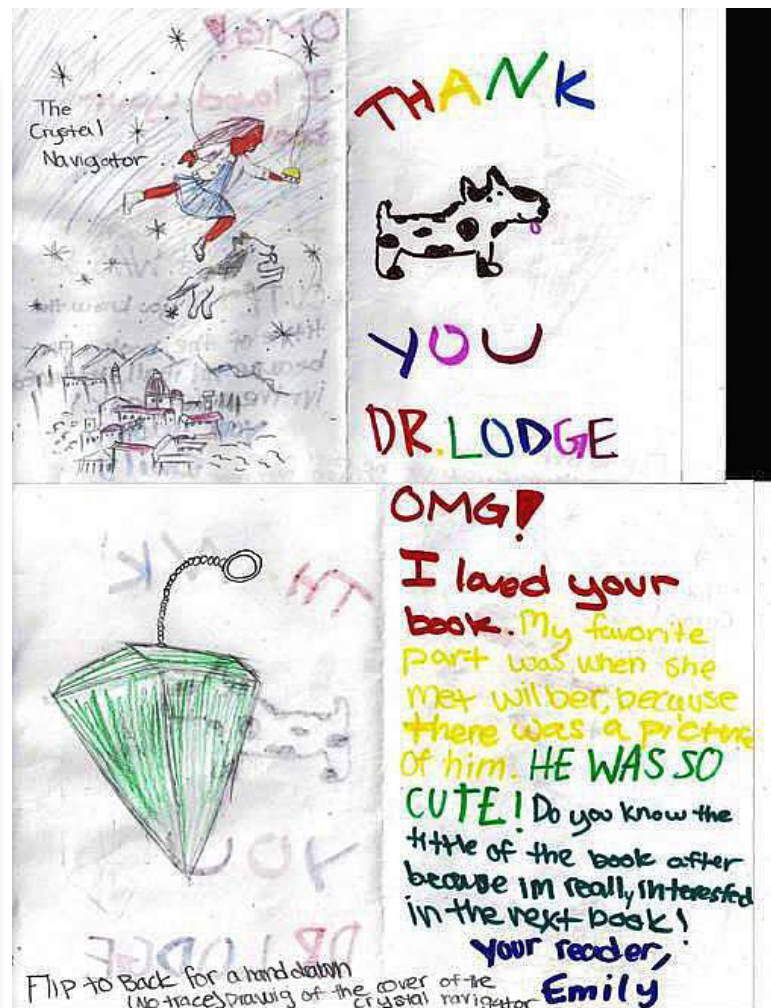 The
Crystal
Navigator
THANK
YOU
DR. LODGE
OMG!
I loved your
book. My favorite
part was when she
met wilber, because
there was a picture
of him. HE WAS SO
CUTE! Do you know the
tittle of the book after
because im really, interested
in the next book!
your reader,
Emily
Flip to Back for a hand drawn
(No trace) Drawig of the cover of the
crystal navigator